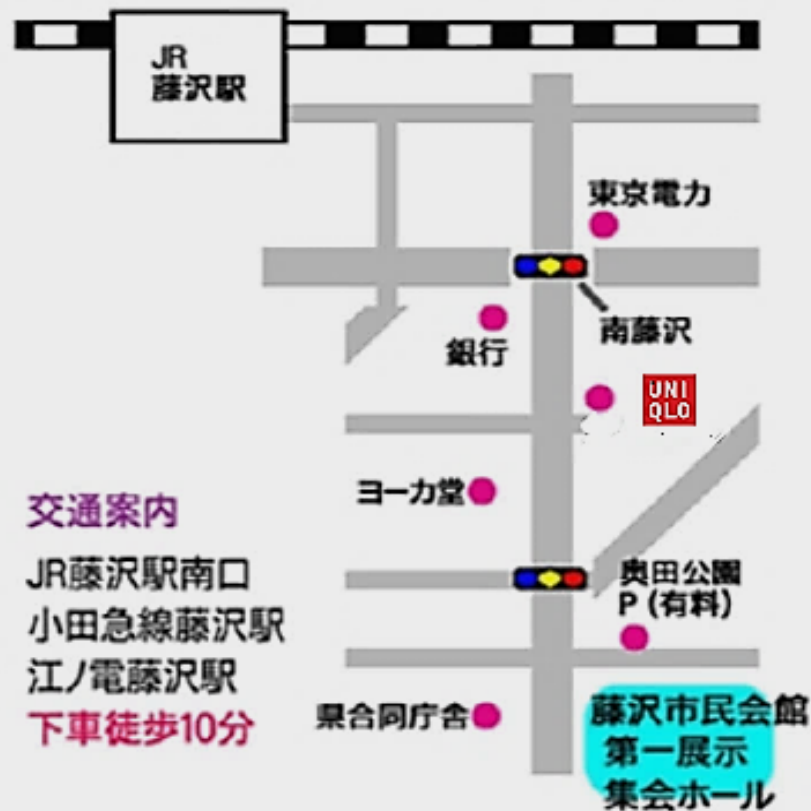 JR
藤沢駅
東京電力
南藤沢
銀行
UNI
QLO
ヨーカ堂
交通案内
JR藤沢駅南口
小田急線藤沢駅
江ノ電藤沢駅
下車徒歩10分
奥田公園
P(有料)
県合同庁舎
藤沢市民会館
第一展示
集会ホール